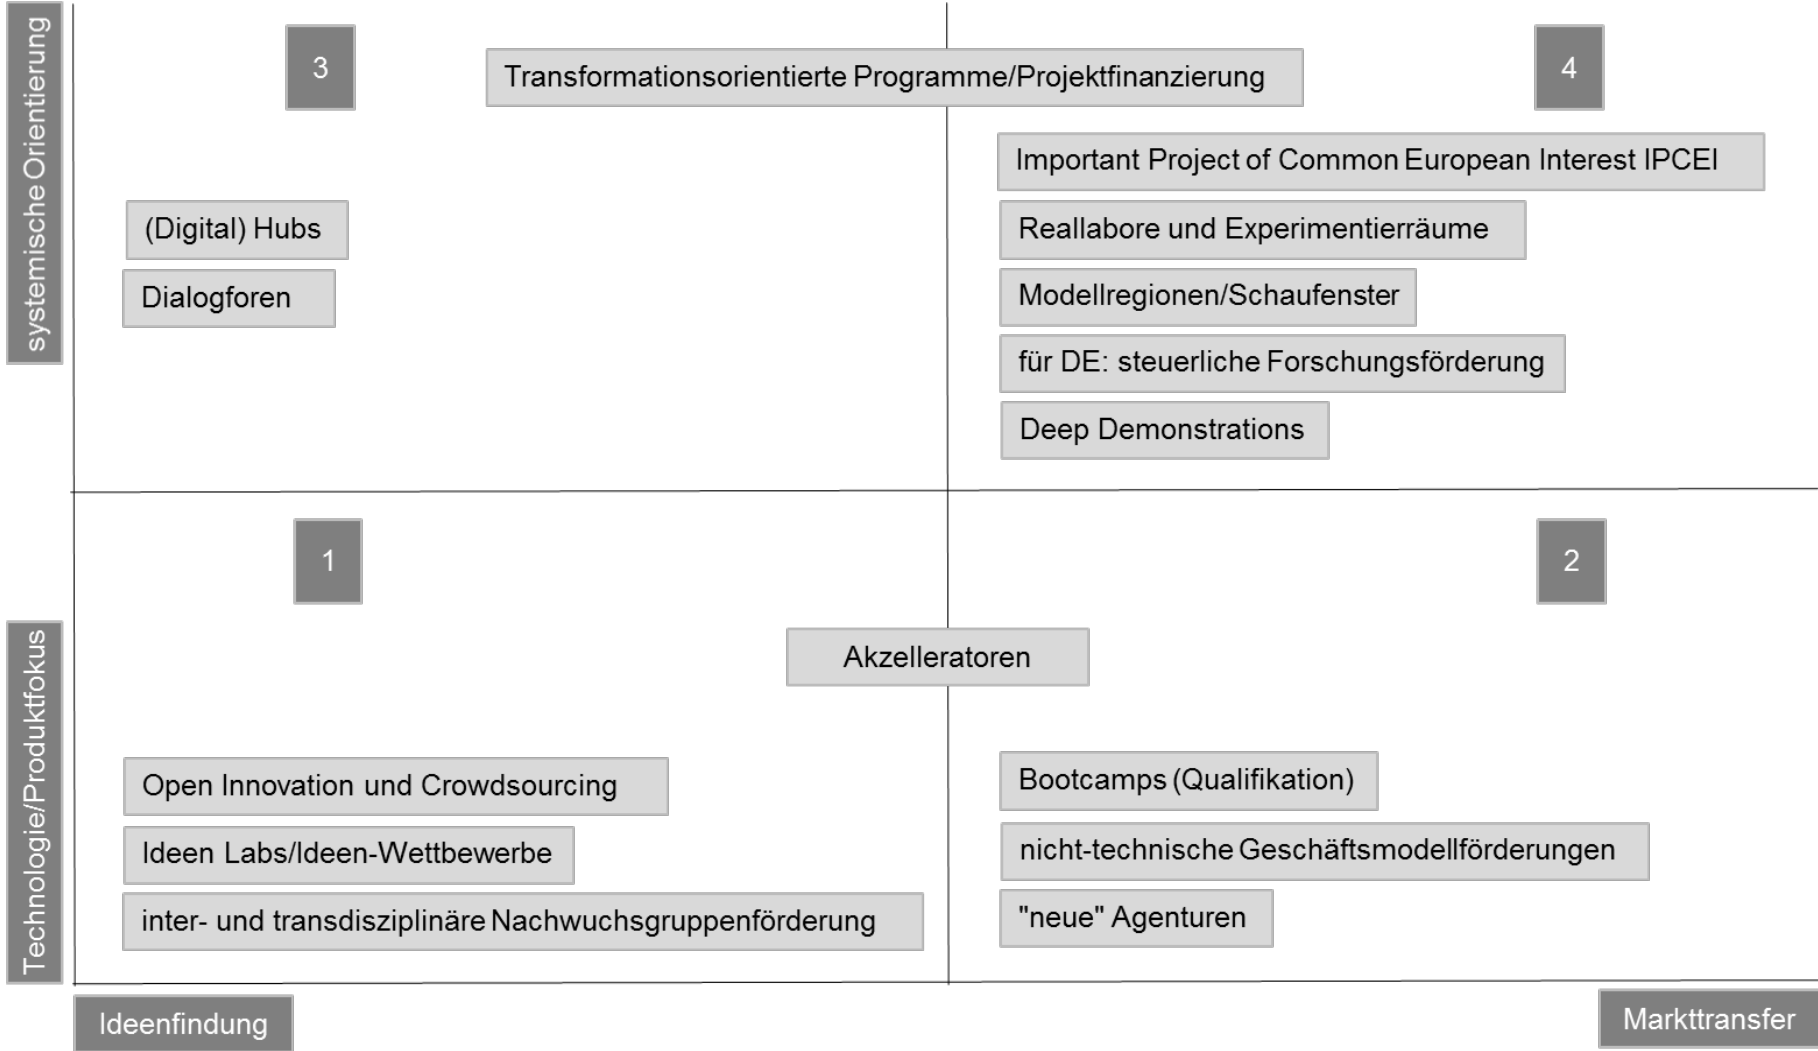 systemische Orientierung
3
Transformationsorientierte Programme/Projektfinanzierung
4
Important Project of Common European Interest IPCEI
(Digital) Hubs
Reallabore und Experimentierräume
Dialogforen
Modellregionen/Schaufenster
für DE: steuerliche Forschungsförderung
Deep Demonstrations
Technologie/Produktfokus
1
2
Akzelleratoren
Open Innovation und Crowdsourcing
Bootcamps (Qualifikation)
Ideen Labs/Ideen-Wettbewerbe
nicht-technische Geschäftsmodellförderungen
inter- und transdisziplinäre Nachwuchsgruppenförderung
"neue" Agenturen
Ideenfindung
Markttransfer